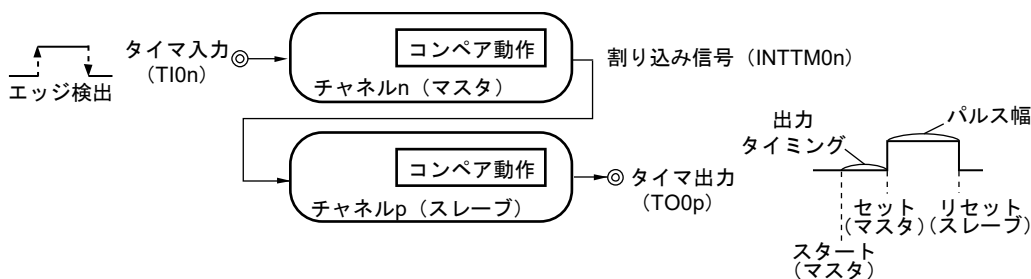 エッジ検出
タイマ入力
(TI0n)
コンペア動作
チャネルn（マスタ）
割り込み信号（INTTM0n）
コンペア動作
チャネルp（スレーブ）
タイマ出力
(TO0p)
出力
タイミング
パルス幅
セット
(マスタ)
リセット
(スレーブ)
スタート
(マスタ)